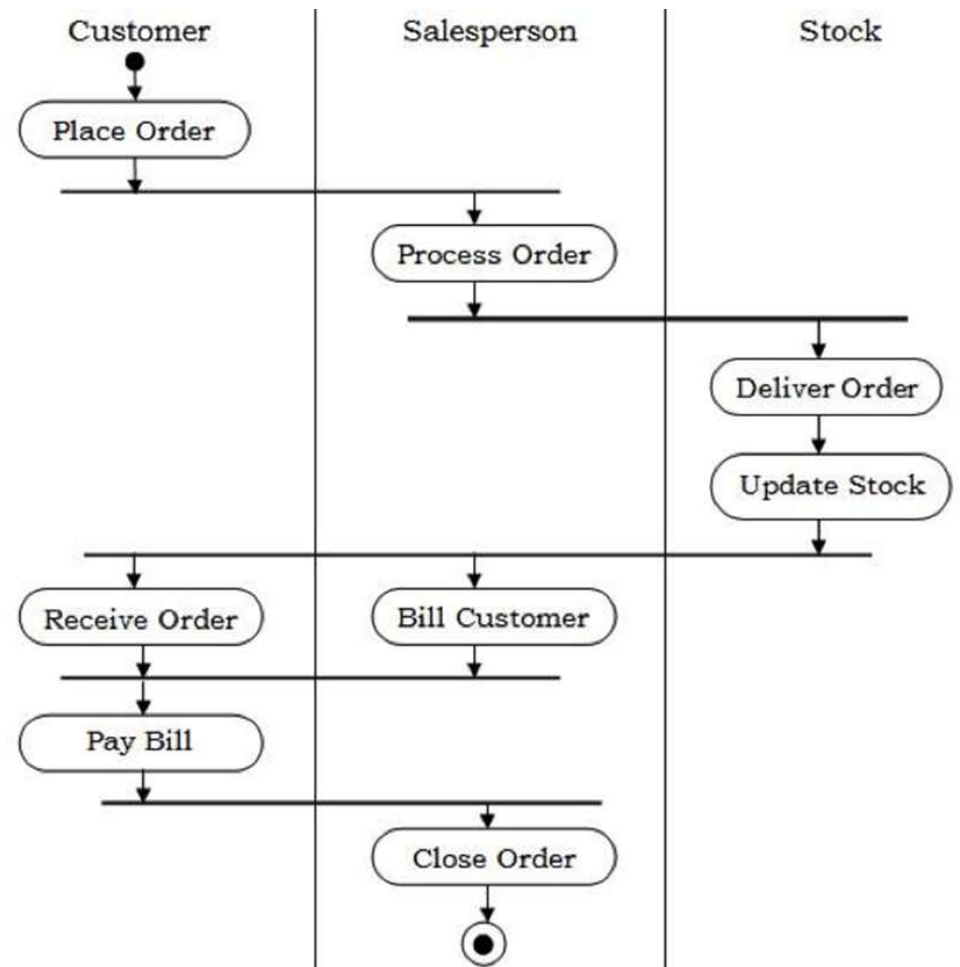 Customer
Salesperson
Stock
Place Order
Process Order
Deliver Order
Update Stock
Receive Order
Bill Customer
Pay Bill
Close Order